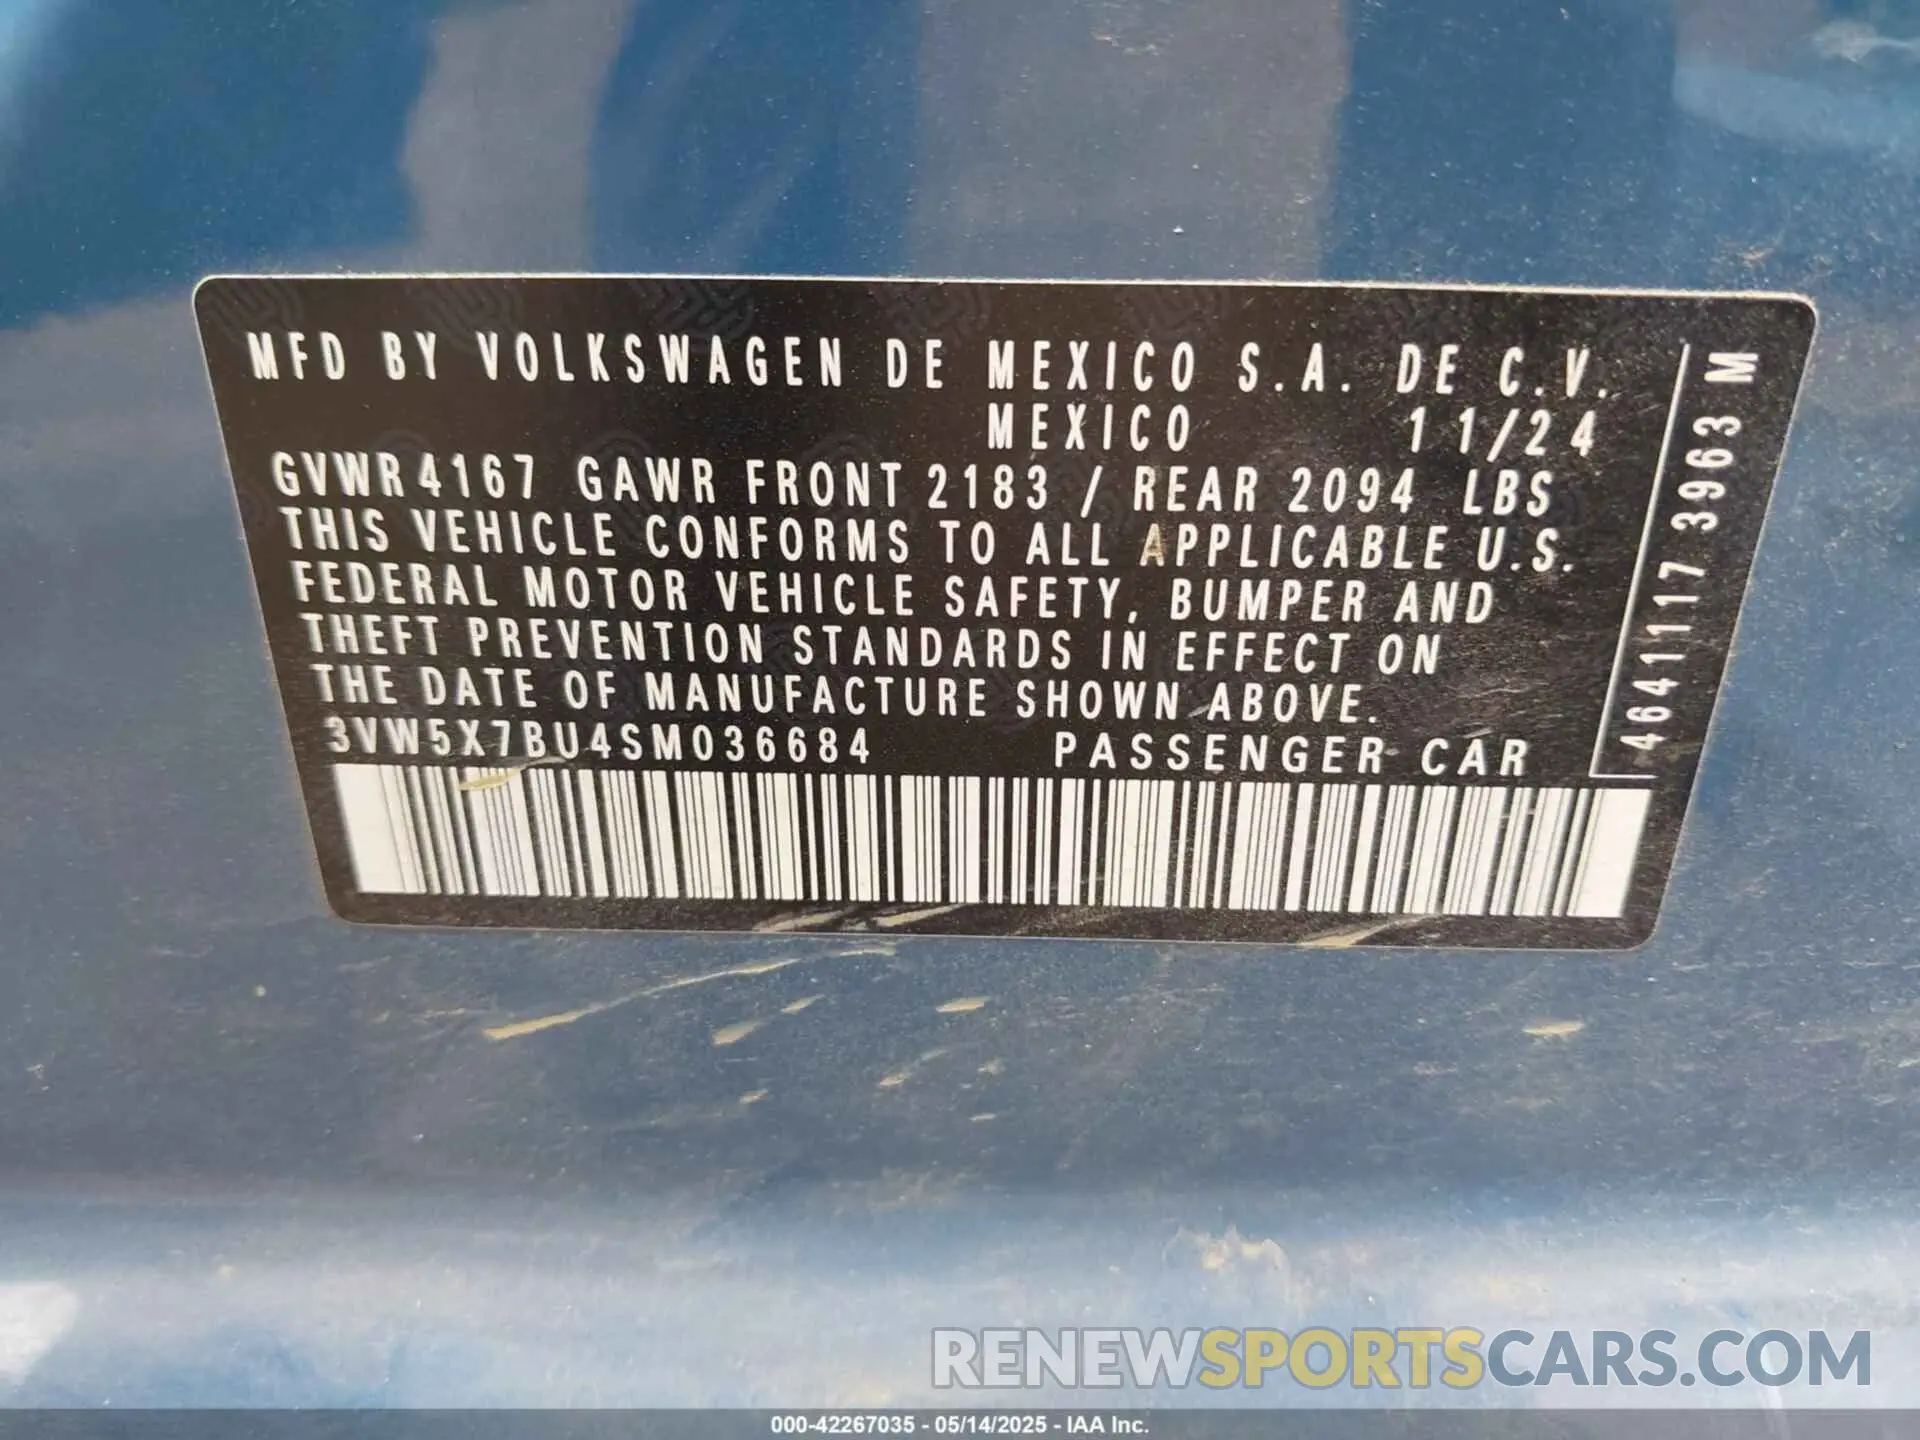 MFD BY VOLKSWAGEN DE MEXICO S.A. DE C.V.
MEXICO 11/24
GVWR 4167 GAWR FRONT 2183 / REAR 2094 LBS
THIS VEHICLE CONFORMS TO ALL APPLICABLE U.S.
FEDERAL MOTOR VEHICLE SAFETY, BUMPER AND
THEFT PREVENTION STANDARDS IN EFFECT ON
THE DATE OF MANUFACTURE SHOWN ABOVE.
3VW5X7BU4SM036684 PASSENGER CAR
4641117 3963 M
RENEWSPORTSCARS.COM
000-42267035 - 05/14/2025 - IAA Inc.